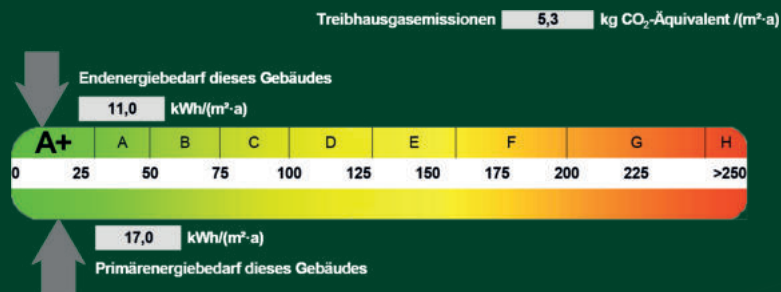 Treibhausgasemissionen 5,3 kg CO₂-Äquivalent /(m²·a)
Endenergiebedarf dieses Gebäudes
11,0 kWh/(m²·a)
A+ A B C D E F G H
0 25 50 75 100 125 150 175 200 225 >250
17,0 kWh/(m²·a)
Primärenergiebedarf dieses Gebäudes